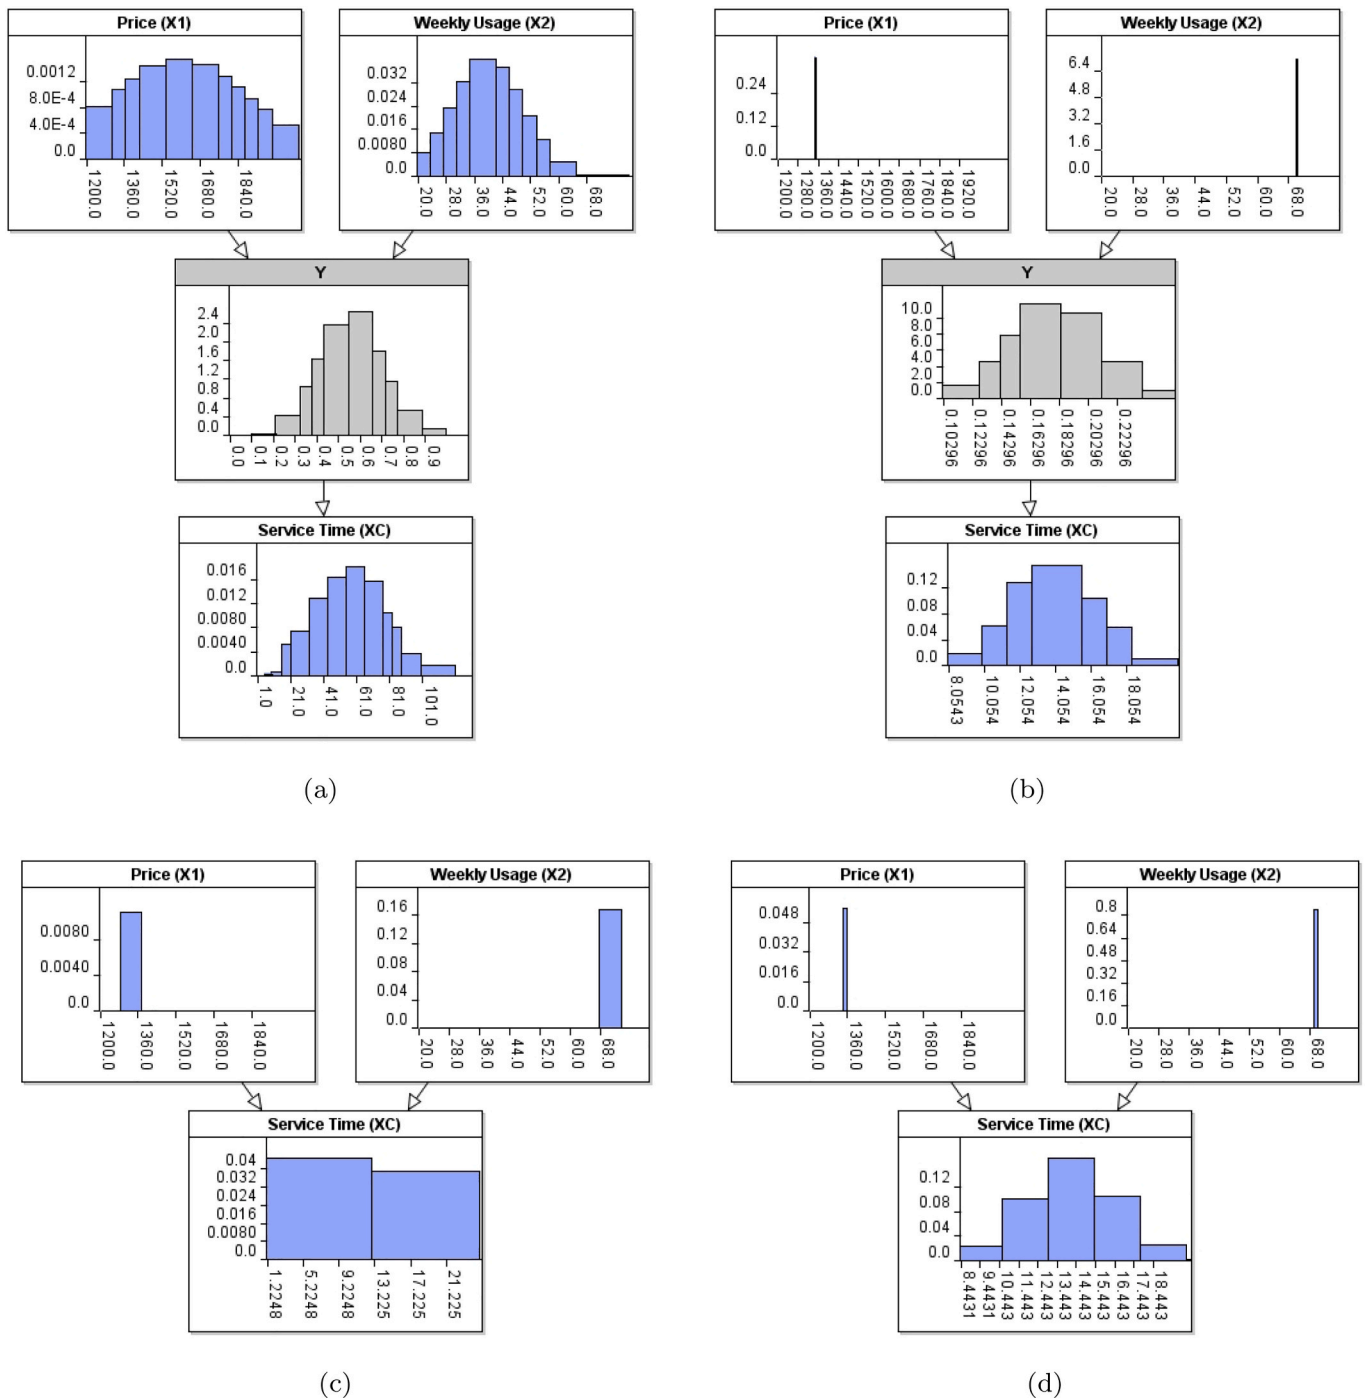 Price (X1)
0.0012
8.0E-4
4.0E-4
0.0
1200.0 1360.0 1520.0 1680.0 1840.0
Weekly Usage (X2)
0.032
0.024
0.016
0.0080
0.0
20.0 28.0 36.0 44.0 52.0 60.0 68.0
Y
2.4
2.0
1.6
1.2
0.8
0.4
0.0
0.0 0.1 0.2 0.3 0.4 0.5 0.6 0.7 0.8 0.9
Service Time (XC)
0.016
0.012
0.0080
0.0040
0.0
1.0 21.0 41.0 61.0 81.0 101.0
(a)
Price (X1)
0.24
0.12
0.0
1200.0 1280.0 1360.0 1440.0 1520.0 1600.0 1680.0 1760.0 1840.0 1920.0
Weekly Usage (X2)
6.4
4.8
3.2
1.6
0.0
20.0 28.0 36.0 44.0 52.0 60.0 68.0
Y
10.0
8.0
6.0
4.0
2.0
0.0
0.10296 0.12296 0.14296 0.16296 0.18296 0.20296 0.22296
Service Time (XC)
0.12
0.08
0.04
0.0
8.0543 10.054 12.054 14.054 16.054 18.054
(b)
Price (X1)
0.0080
0.0040
0.0
1200.0 1360.0 1520.0 1680.0 1840.0
Weekly Usage (X2)
0.16
0.12
0.08
0.04
0.0
20.0 28.0 36.0 44.0 52.0 60.0 68.0
Service Time (XC)
0.04
0.032
0.024
0.016
0.0080
0.0
1.2248 5.2248 9.2248 13.225 17.225 21.225
(c)
Price (X1)
0.048
0.032
0.016
0.0
1200.0 1360.0 1520.0 1680.0 1840.0
Weekly Usage (X2)
0.8
0.64
0.48
0.32
0.16
0.0
20.0 28.0 36.0 44.0 52.0 60.0 68.0
Service Time (XC)
0.12
0.08
0.04
0.0
8.4431 9.4431 10.443 11.443 12.443 13.443 14.443 15.443 16.443 17.443 18.443
(d)